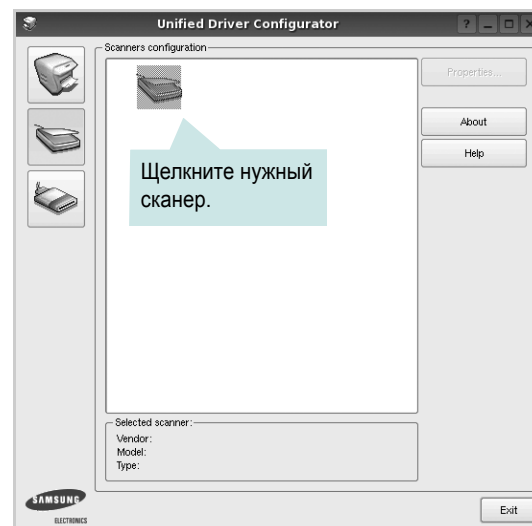 Unified Driver Configurator
Scanners configuration
Properties...
About
Help
Щелкните нужный
сканер.
Selected scanner:
Vendor:
Model:
Type:
SAMSUNG
ELECTRONICS
Exit